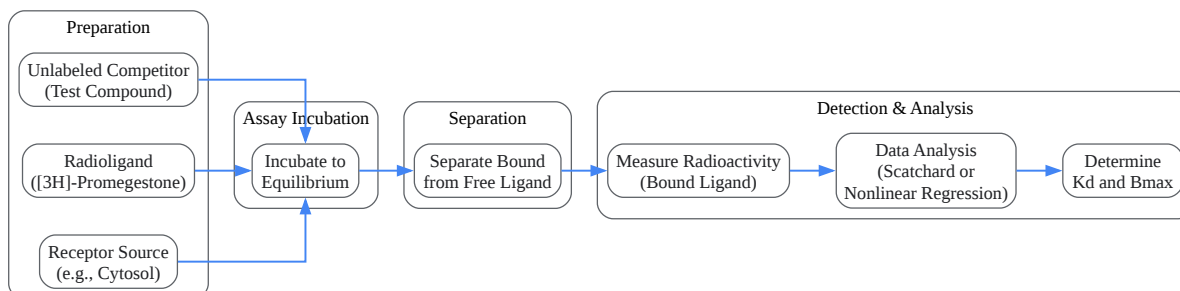 Preparation
Unlabeled Competitor
(Test Compound)
Radioligand
([3H]-Promegestone)
Receptor Source
(e.g., Cytosol)
Assay Incubation
Incubate to
Equilibrium
Separation
Separate Bound
from Free Ligand
Detection & Analysis
Measure Radioactivity
(Bound Ligand)
Data Analysis
(Scatchard or
Nonlinear Regression)
Determine
Kd and Bmax